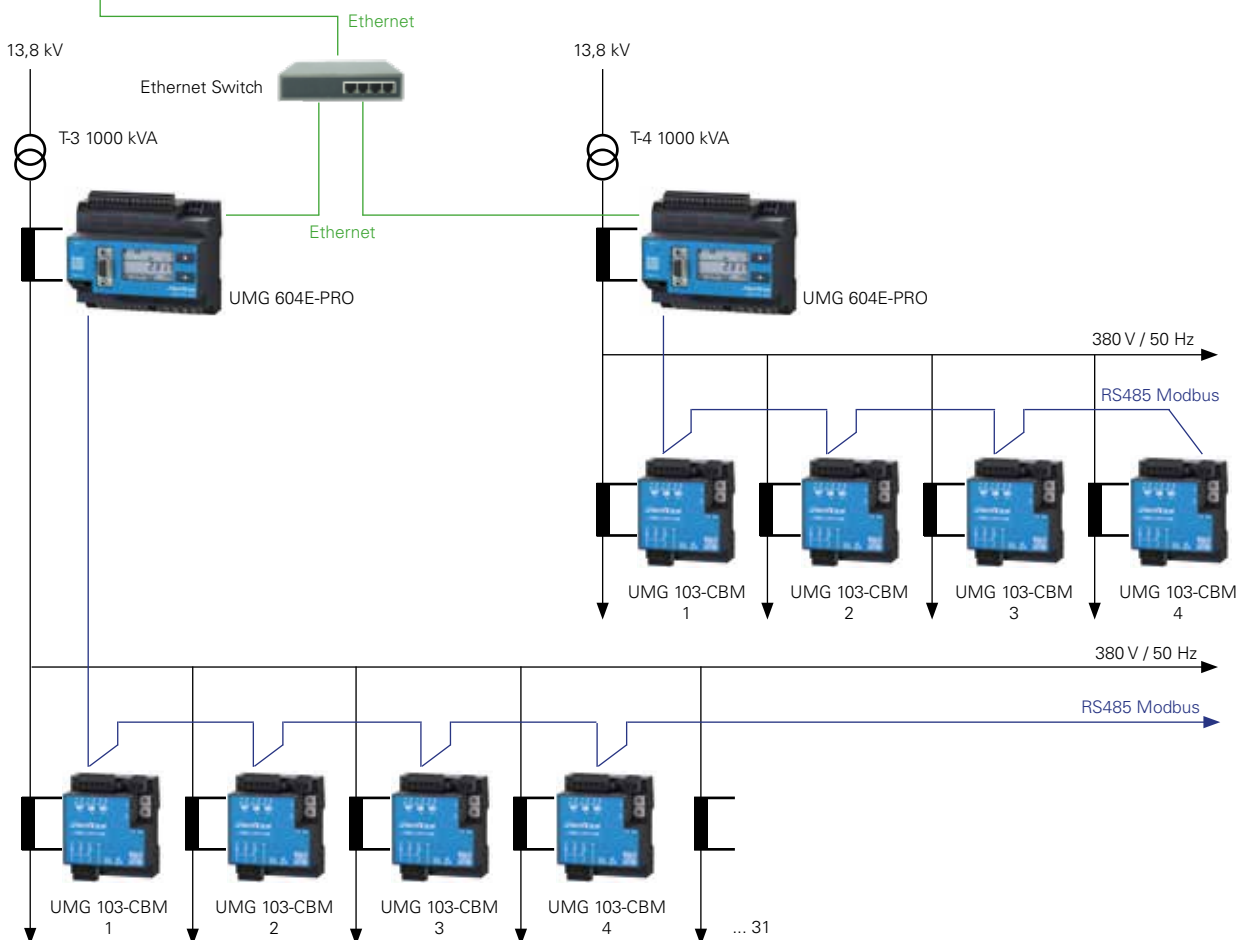 Ethernet
13,8 kV
13,8 kV
Ethernet Switch
T-3 1000 kVA
T-4 1000 kVA
Ethernet
UMG 604E-PRO
UMG 604E-PRO
380 V / 50 Hz
RS485 Modbus
UMG 103-CBM
1
UMG 103-CBM
2
UMG 103-CBM
3
UMG 103-CBM
4
380 V / 50 Hz
RS485 Modbus
UMG 103-CBM
1
UMG 103-CBM
2
UMG 103-CBM
3
UMG 103-CBM
4
... 31